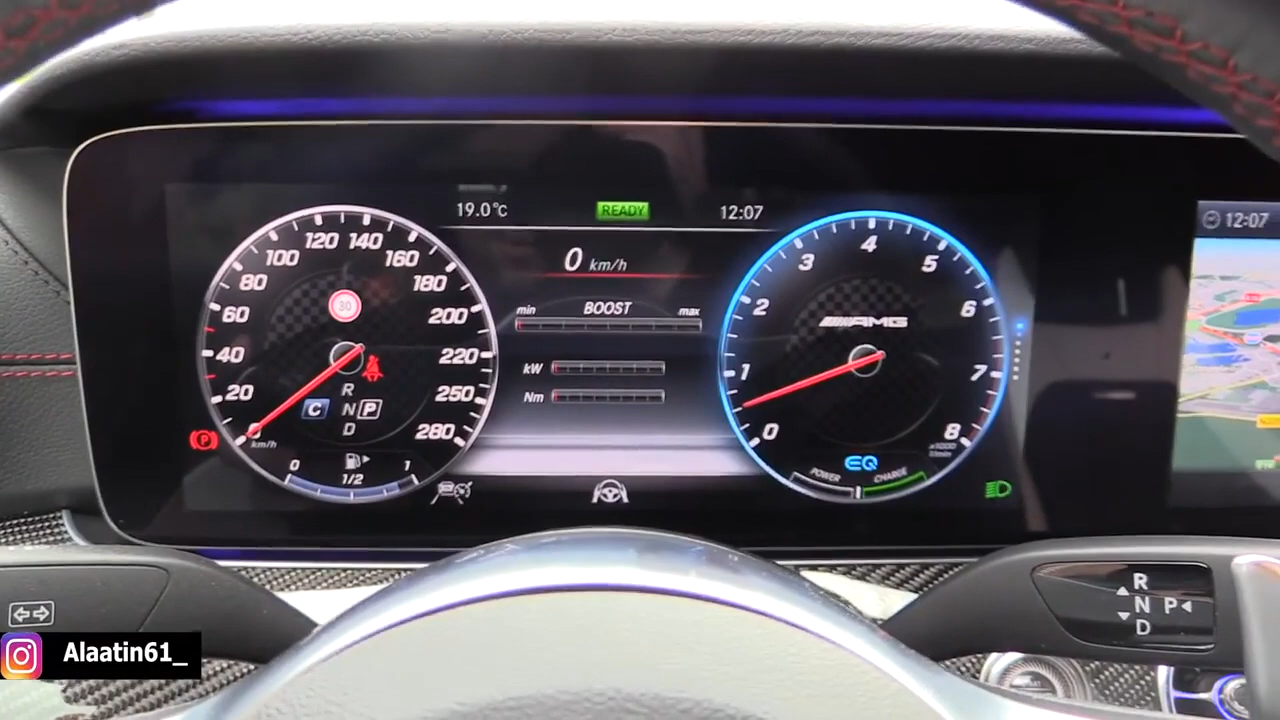 19.0°C
READY
12:07
12:07
0 km/h
min BOOST max
kW
Nm
0 20 40 60 80 100 120 140 160 180 200 220 250 280
30
R
C N P
D
km/h
0 1/2 1
P
0 1 2 3 4 5 6 7 8
AMG
x1000
1/min
EQ
POWER CHARGE
R
N P
D
Alaatin61_